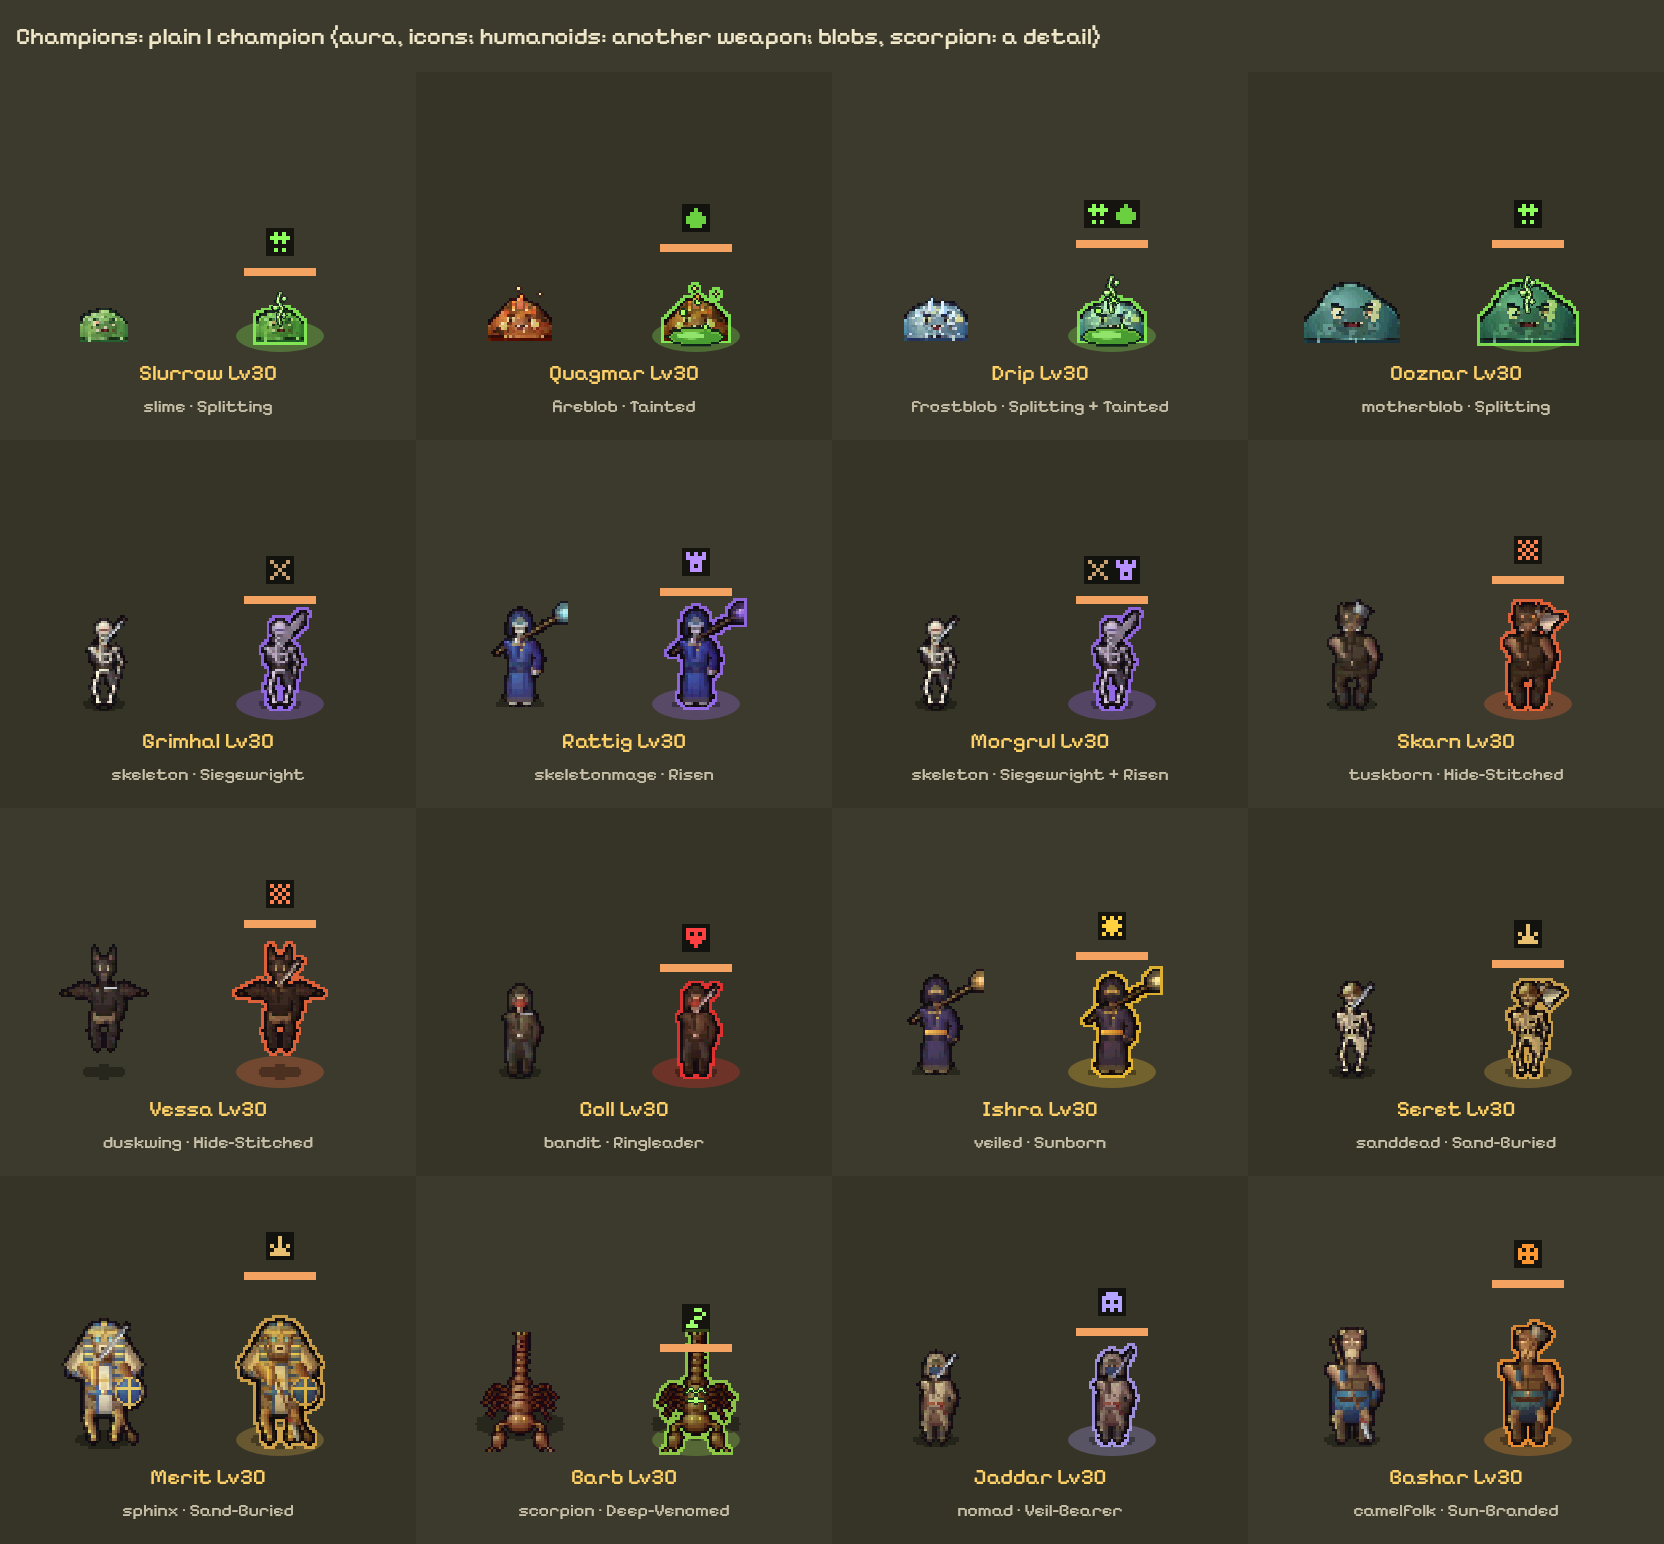 Champions: plain | champion (aura, icons; humanoids: another weapon; blobs, scorpion: a detail)
Slurrow Lv30
slime · Splitting
Quagmar Lv30
fireblob · Tainted
Drip Lv30
frostblob · Splitting + Tainted
Ooznar Lv30
motherblob · Splitting
Grimhal Lv30
skeleton · Siegewright
Rattig Lv30
skeletonmage · Risen
Morgrul Lv30
skeleton · Siegewright + Risen
Skarn Lv30
tuskborn · Hide-Stitched
Vessa Lv30
duskwing · Hide-Stitched
Coll Lv30
bandit · Ringleader
Ishra Lv30
veiled · Sunborn
Seret Lv30
sanddead · Sand-Buried
Merit Lv30
sphinx · Sand-Buried
Barb Lv30
scorpion · Deep-Venomed
Jaddar Lv30
nomad · Veil-Bearer
Bashar Lv30
camelfolk · Sun-Branded